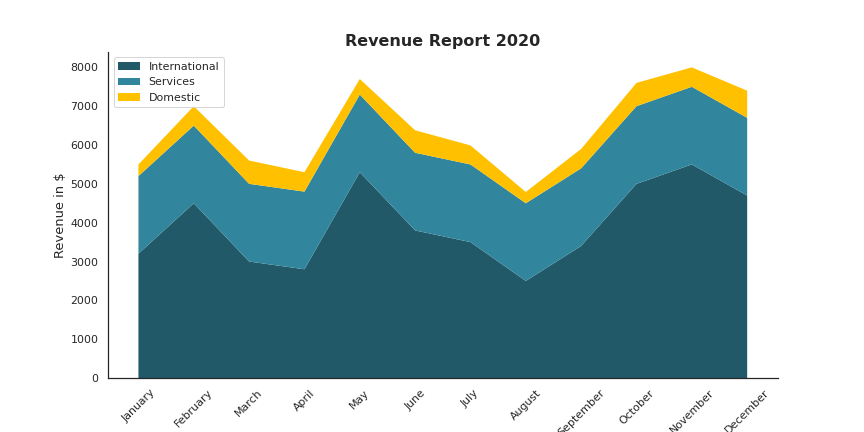 Revenue Report 2020
International
Services
Domestic
Revenue in $
8000
7000
6000
5000
4000
3000
2000
1000
0
January
February
March
April
May
June
July
August
September
October
November
December